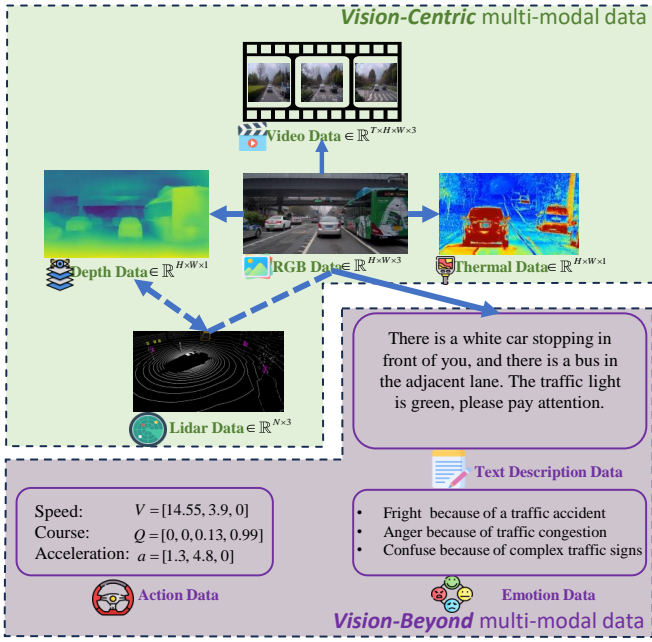 Vision-Centric multi-modal data
Video Data ∈ ℝ^{T×H×W×3}
Depth Data ∈ ℝ^{H×W×1}
RGB Data ∈ ℝ^{H×W×3}
Thermal Data ∈ ℝ^{H×W×1}
Lidar Data ∈ ℝ^{N×3}
There is a white car stopping in
front of you, and there is a bus in
the adjacent lane. The traffic light
is green, please pay attention.
Text Description Data
Speed: V = [14.55, 3.9, 0]
Course: Q = [0, 0, 0.13, 0.99]
Acceleration: a = [1.3, 4.8, 0]
Action Data
• Fright because of a traffic accident
• Anger because of traffic congestion
• Confuse because of complex traffic signs
Emotion Data
Vision-Beyond multi-modal data